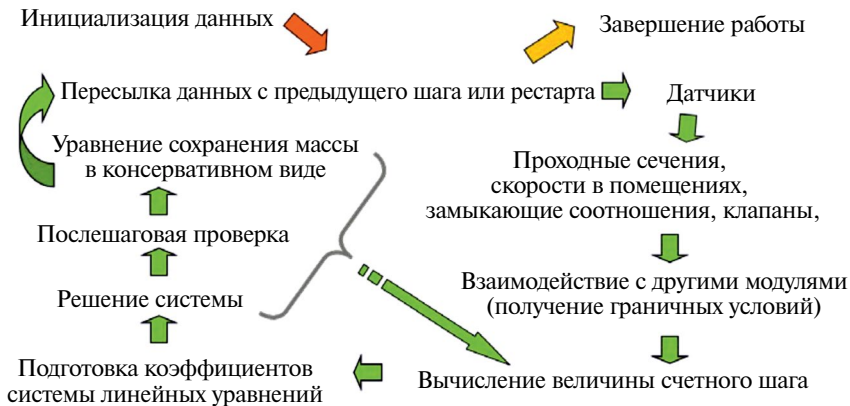 Инициализация данных
Завершение работы
Пересылка данных с предыдущего шага или рестарта
Датчики
Уравнение сохранения массы
в консервативном виде
Проходные сечения,
скорости в помещениях,
замыкающие соотношения, клапаны,
Послешаговая проверка
Взаимодействие с другими модулями
(получение граничных условий)
Решение системы
Подготовка коэффициентов
системы линейных уравнений
Вычисление величины счетного шага